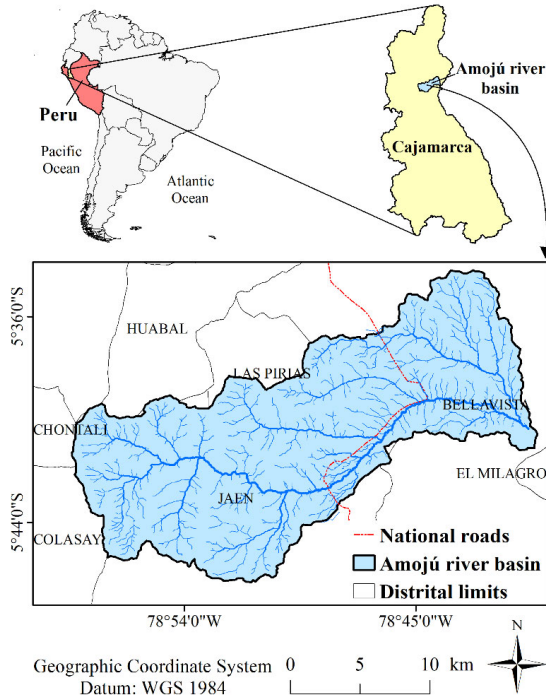 Peru
Pacific
Ocean
Atlantic
Ocean
Amojú river
basin
Cajamarca
5°36'0"S
5°44'0"S
HUABAL
LAS PIRIAS
CHONTALI
BELLAVISTA
EL MILAGRO
JAEN
COLASAY
National roads
Amojú river basin
Distrital limits
78°54'0"W
78°45'0"W
N
Geographic Coordinate System
Datum: WGS 1984
0 5 10 km